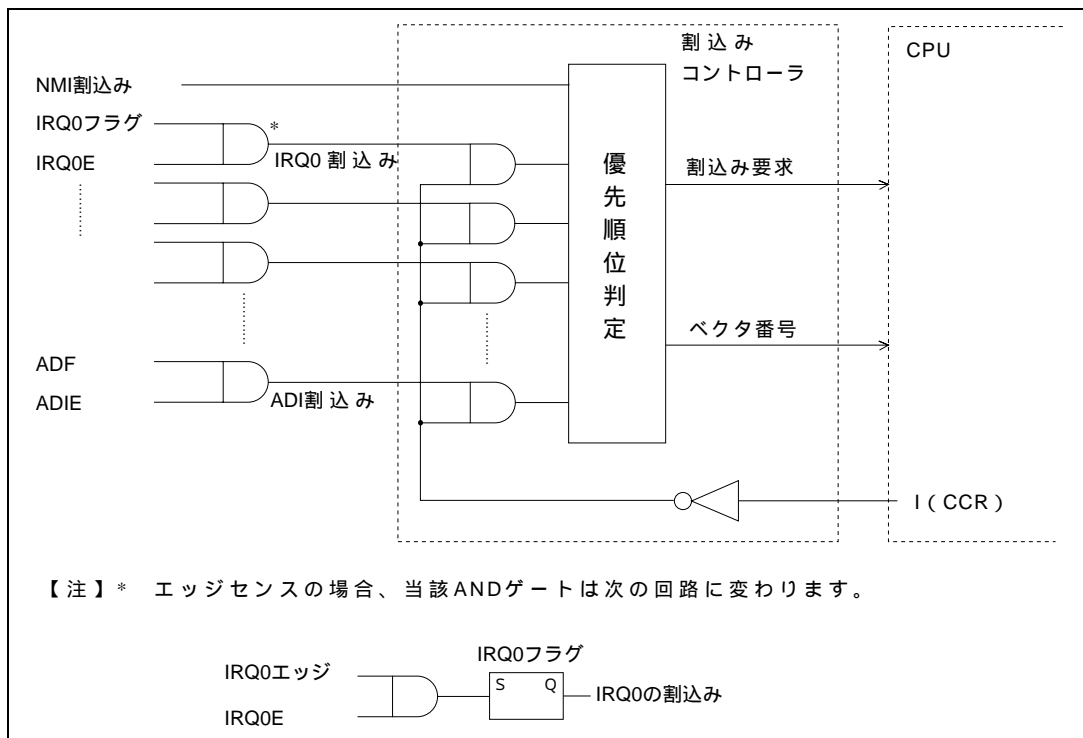 割込み
コントローラ
CPU
NMI割込み
IRQ0フラグ
*
IRQ0E
IRQ0割込み
優先順位判定
割込み要求
ベクタ番号
ADF
ADIE
ADI割込み
I(CCR)
【注】* エッジセンスの場合、当該ANDゲートは次の回路に変わります。
IRQ0フラグ
IRQ0エッジ
S Q
IRQ0の割込み
IRQ0E